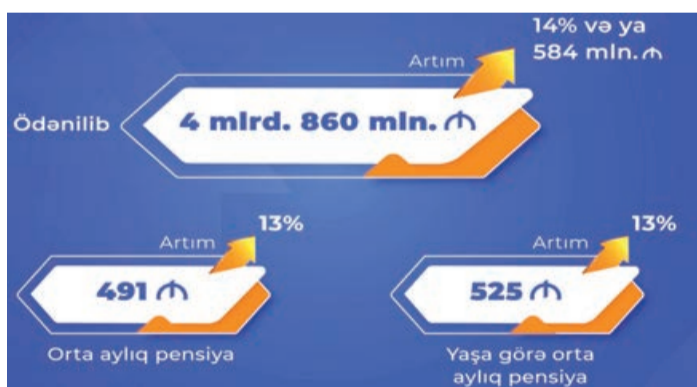 14% və ya
584 mln. ₼
Artım
Ödənilib
4 mlrd. 860 mln. ₼
13%
Artım
491 ₼
Orta aylıq pensiya
13%
Artım
525 ₼
Yaşa görə orta
aylıq pensiya